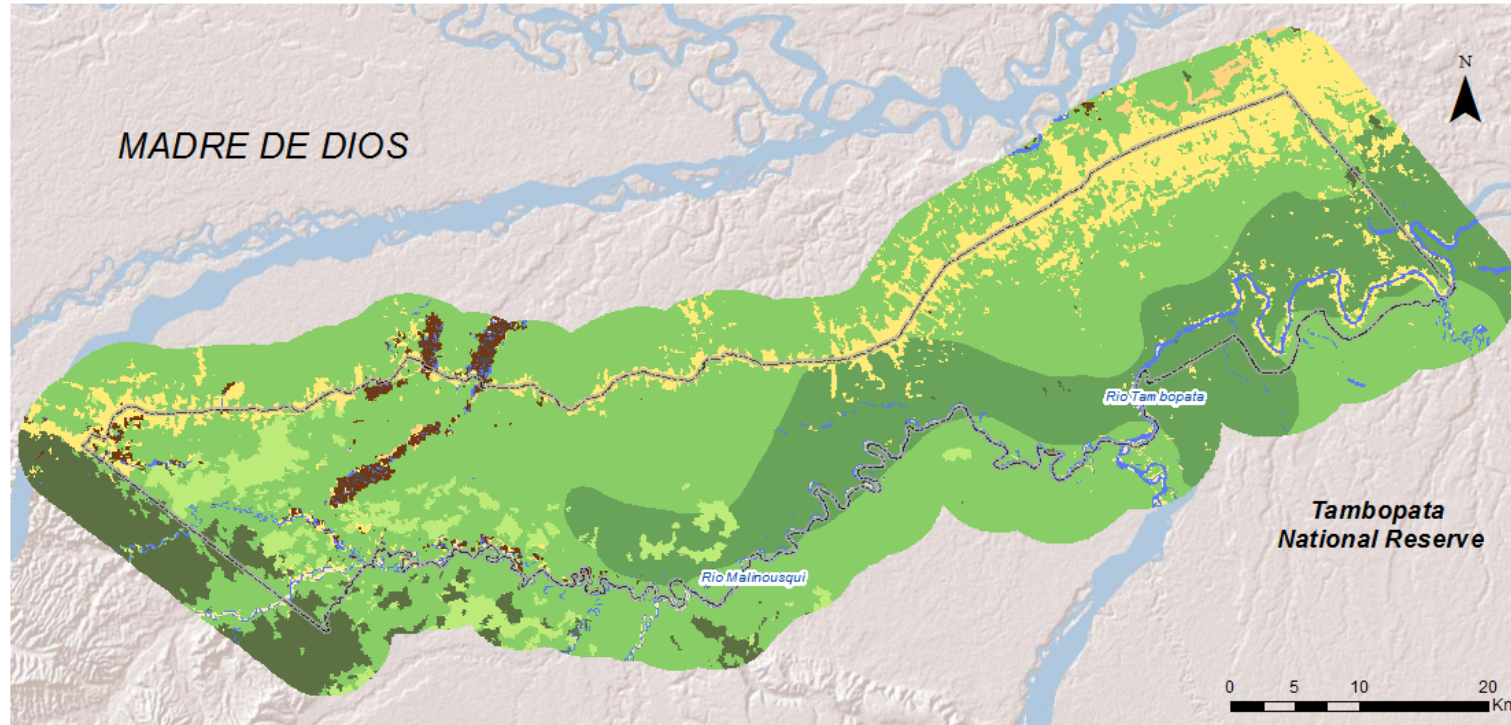 N
MADRE DE DIOS
Rio Tambopata
Tambopata
National Reserve
Rio Malinousqui
0 5 10 20
Km